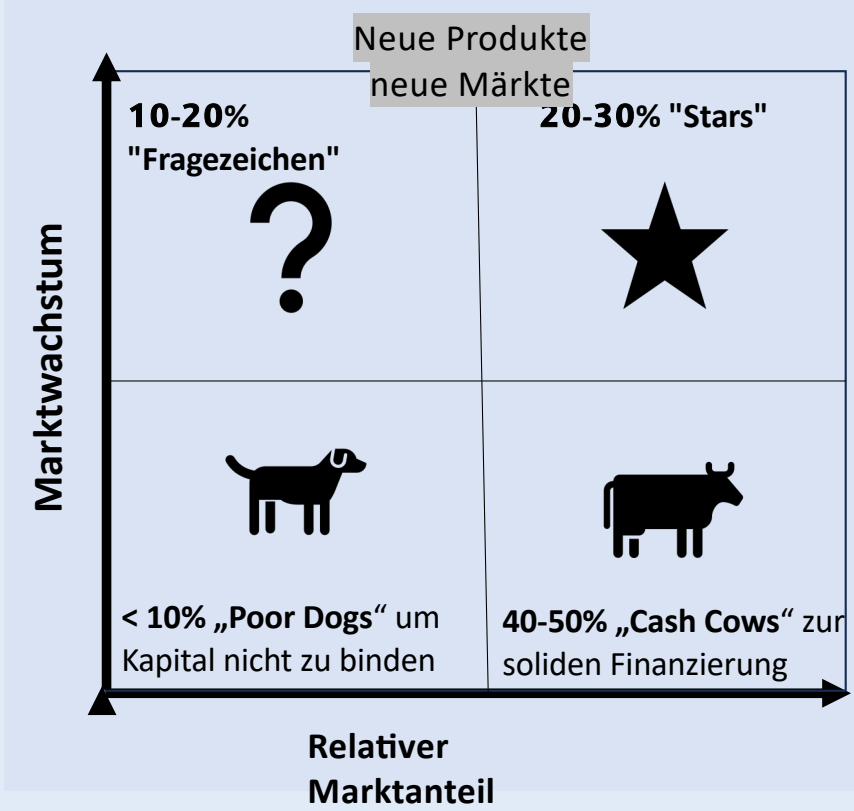 Neue Produkte
neue Märkte
10-20%
"Fragezeichen"
20-30% "Stars"
Marktwachstum
< 10% „Poor Dogs“ um
Kapital nicht zu binden
40-50% „Cash Cows“ zur
soliden Finanzierung
Relativer
Marktanteil